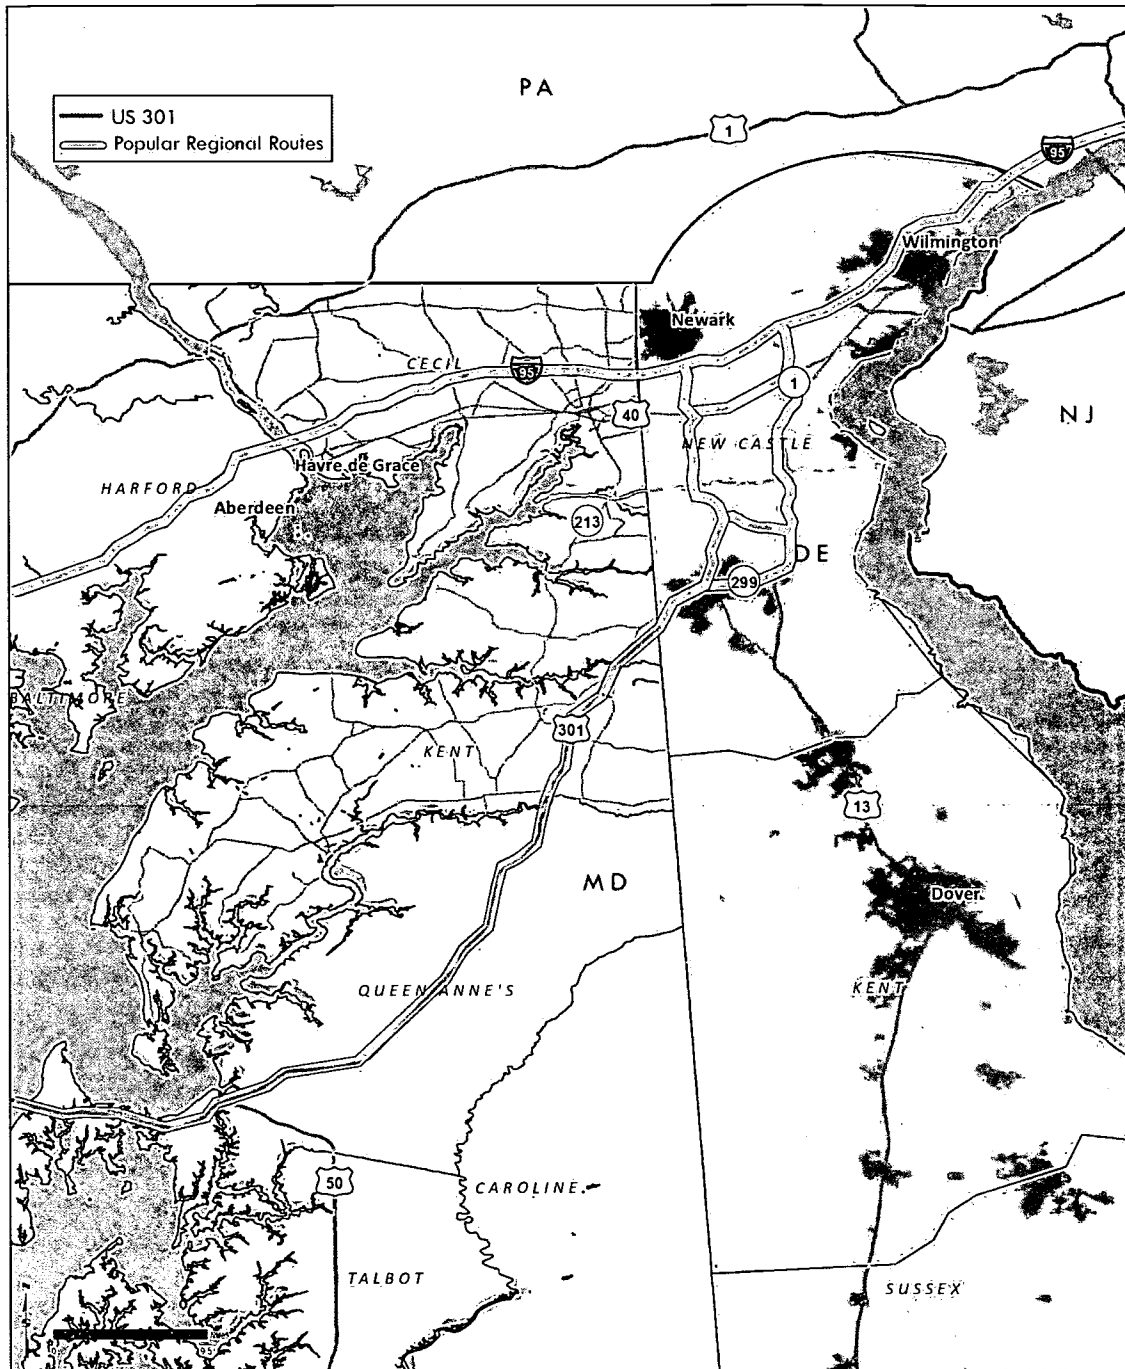 PA
US 301
Popular Regional Routes
1
95
Wilmington
Newark
CECIL
95
1
40
NJ
NEW CASTLE
Havre de Grace
HARFORD
Aberdeen
213
DE
299
BALTIMORE
301
KENT
13
MD
Dover
QUEEN ANNE'S
KENT
50
CAROLINE
TALBOT
SUSSEX